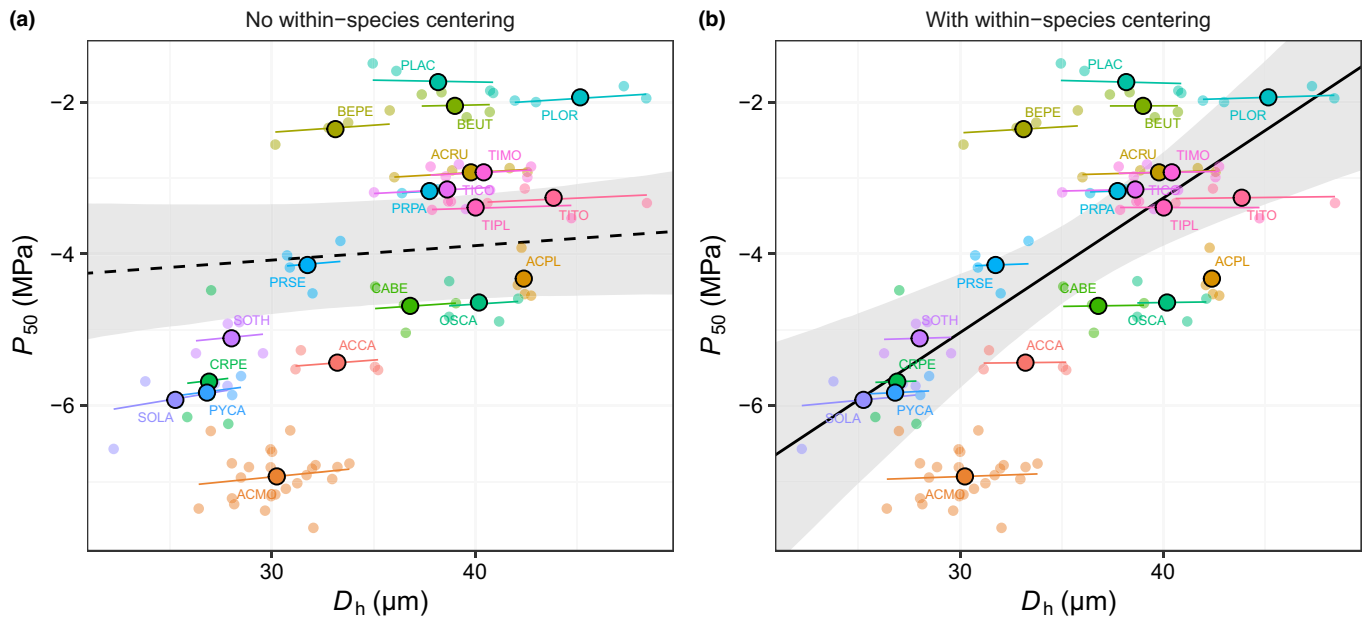 (a) No within−species centering
PLAC
BEPE
BEUT
PLOR
ACRU
TIMO
TICO
PRPA
TIPL
TITO
PRSE
ACPL
CABE
OSCA
SOTH
ACCA
CRPE
SOLA
PYCA
ACMO
−2
−4
−6
P50 (MPa)
30 40
Dh (μm)
(b) With within−species centering
PLAC
BEPE
BEUT
PLOR
ACRU
TIMO
TICO
PRPA
TIPL
TITO
PRSE
ACPL
CABE
OSCA
SOTH
ACCA
CRPE
SOLA
PYCA
ACMO
−2
−4
−6
P50 (MPa)
30 40
Dh (μm)